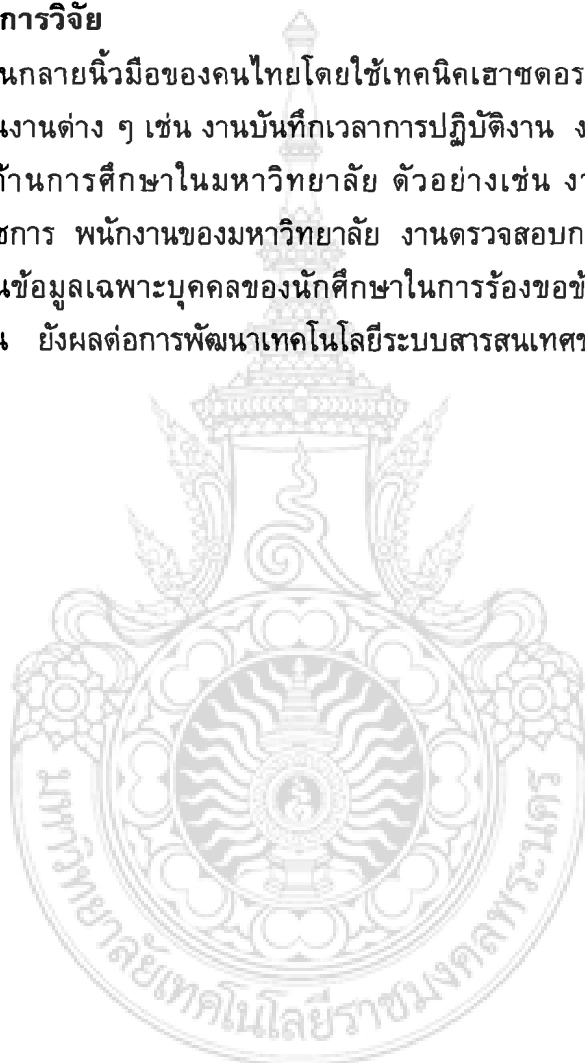 การวิจัย
นกลายนิ้วมือของคนไทยโดยใช้เทคนิคเฮาซดอร
นงานต่าง ๆ เช่น งานบันทึกเวลาการปฏิบัติงาน ง
ด้านการศึกษาในมหาวิทยาลัย ตัวอย่างเช่น งา
ชการ พนักงานของมหาวิทยาลัย งานตรวจสอบก
นข้อมูลเฉพาะบุคคลของนักศึกษาในการร้องขอข้
น ยังผลต่อการพัฒนาเทคโนโลยีระบบสารสนเทศข
มหาวิทยาลัยเทคโนโลยีราชมงคลพระนคร